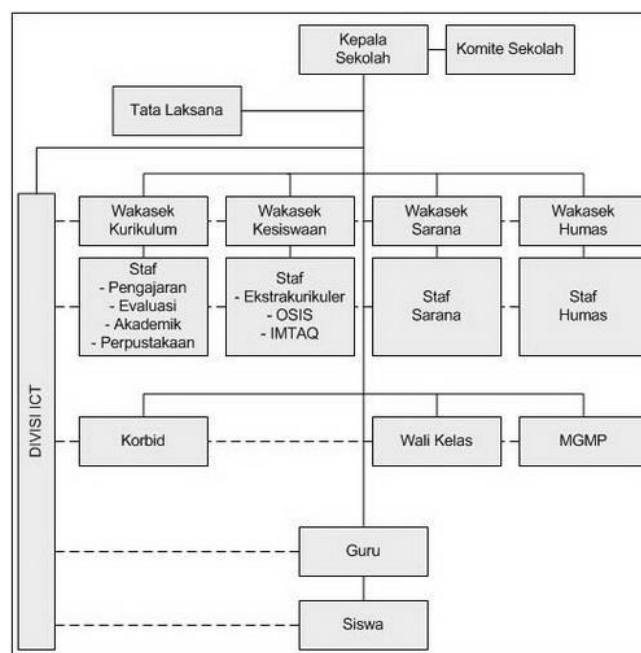 Kepala
Sekolah
Komite Sekolah
Tata Laksana
DIVISI ICT
Wakasek
Kurikulum
Wakasek
Kesiswaan
Wakasek
Sarana
Wakasek
Humas
Staf
- Pengajaran
- Evaluasi
- Akademik
- Perpustakaan
Staf
- Ekstrakurikuler
- OSIS
- IMTAQ
Staf
Sarana
Staf
Humas
Korbid
Wali Kelas
MGMP
Guru
Siswa